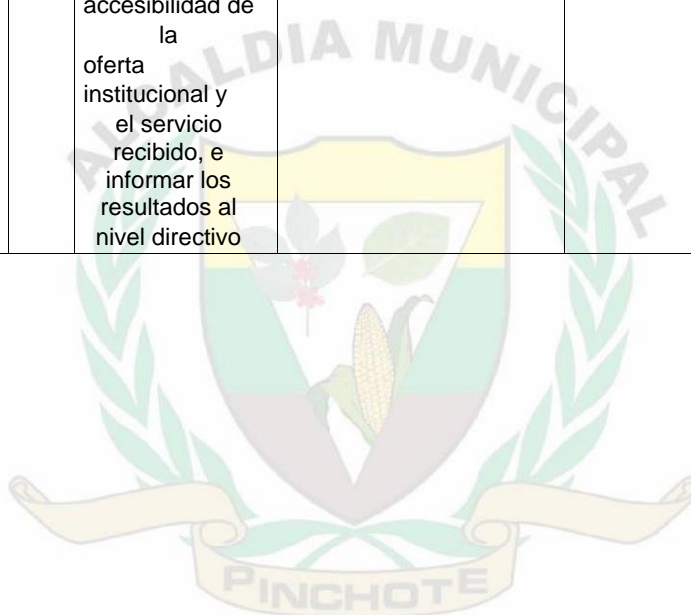 accesibilidad de
la
oferta
institucional y
el servicio
recibido, e
informar los
resultados al
nivel directivo
ALCALDIA MUNICIPAL
PINCHOTE